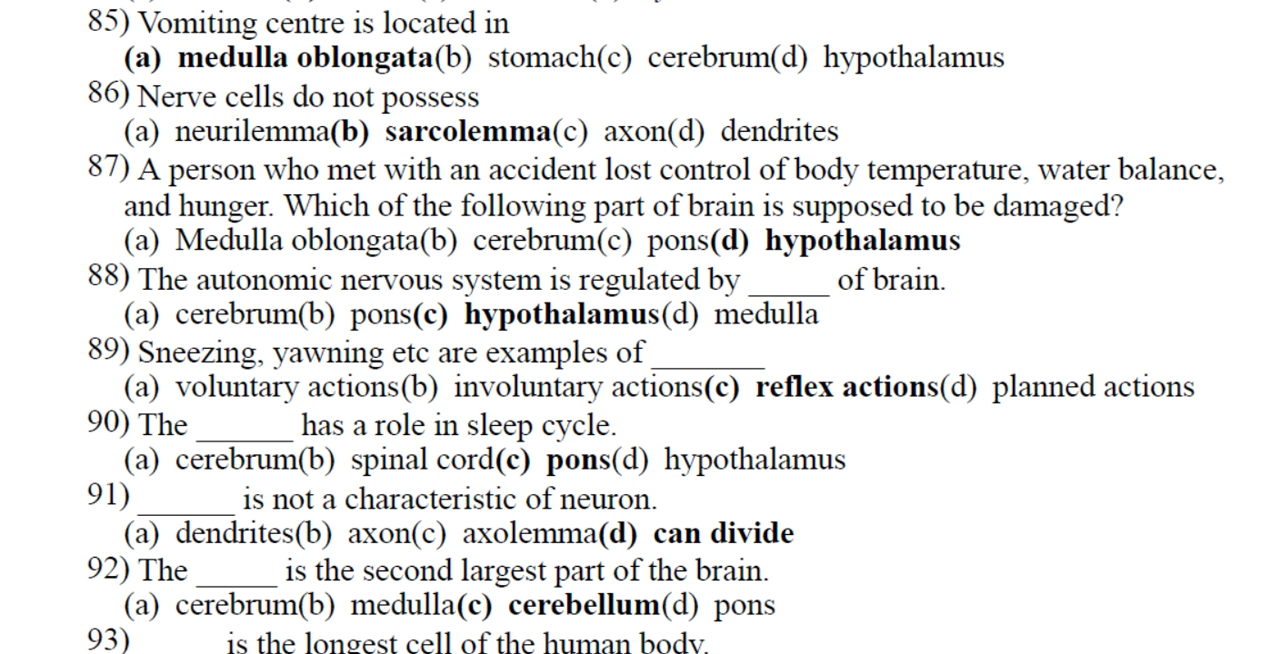 85) Vomiting centre is located in
(a) medulla oblongata(b) stomach(c) cerebrum(d) hypothalamus
86) Nerve cells do not possess
(a) neurilemma(b) sarcolemma(c) axon(d) dendrites
87) A person who met with an accident lost control of body temperature, water balance,
and hunger. Which of the following part of brain is supposed to be damaged?
(a) Medulla oblongata(b) cerebrum(c) pons(d) hypothalamus
88) The autonomic nervous system is regulated by _____ of brain.
(a) cerebrum(b) pons(c) hypothalamus(d) medulla
89) Sneezing, yawning etc are examples of _______
(a) voluntary actions(b) involuntary actions(c) reflex actions(d) planned actions
90) The ______ has a role in sleep cycle.
(a) cerebrum(b) spinal cord(c) pons(d) hypothalamus
91) ______ is not a characteristic of neuron.
(a) dendrites(b) axon(c) axolemma(d) can divide
92) The _____ is the second largest part of the brain.
(a) cerebrum(b) medulla(c) cerebellum(d) pons
93) is the longest cell of the human body.